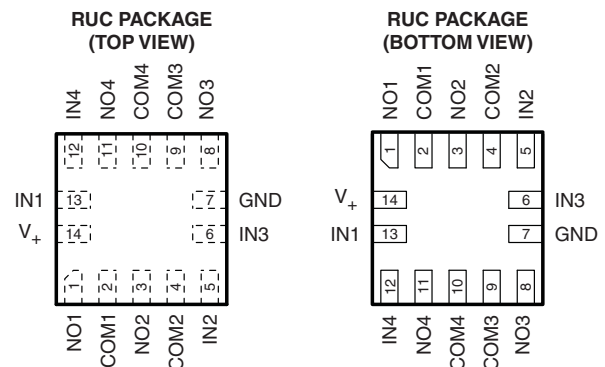 RUC PACKAGE
(TOP VIEW)
IN4 NO4 COM4 COM3 NO3
12 11 10 9 8
IN1 13 7 GND
V+ 14 6 IN3
1 2 3 4 5
NO1 COM1 NO2 COM2 IN2
RUC PACKAGE
(BOTTOM VIEW)
NO1 COM1 NO2 COM2 IN2
1 2 3 4 5
V+ 14 6 IN3
IN1 13 7 GND
12 11 10 9 8
IN4 NO4 COM4 COM3 NO3